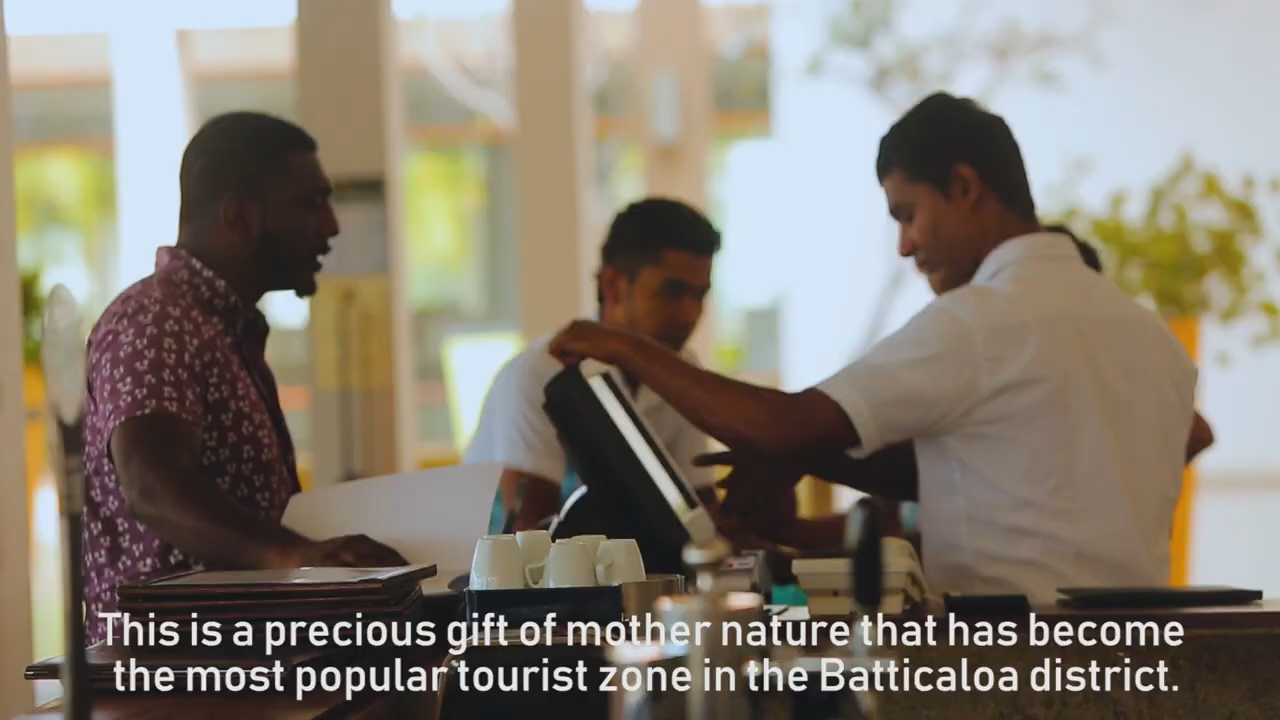 This is a precious gift of mother nature that has become
the most popular tourist zone in the Batticaloa district.